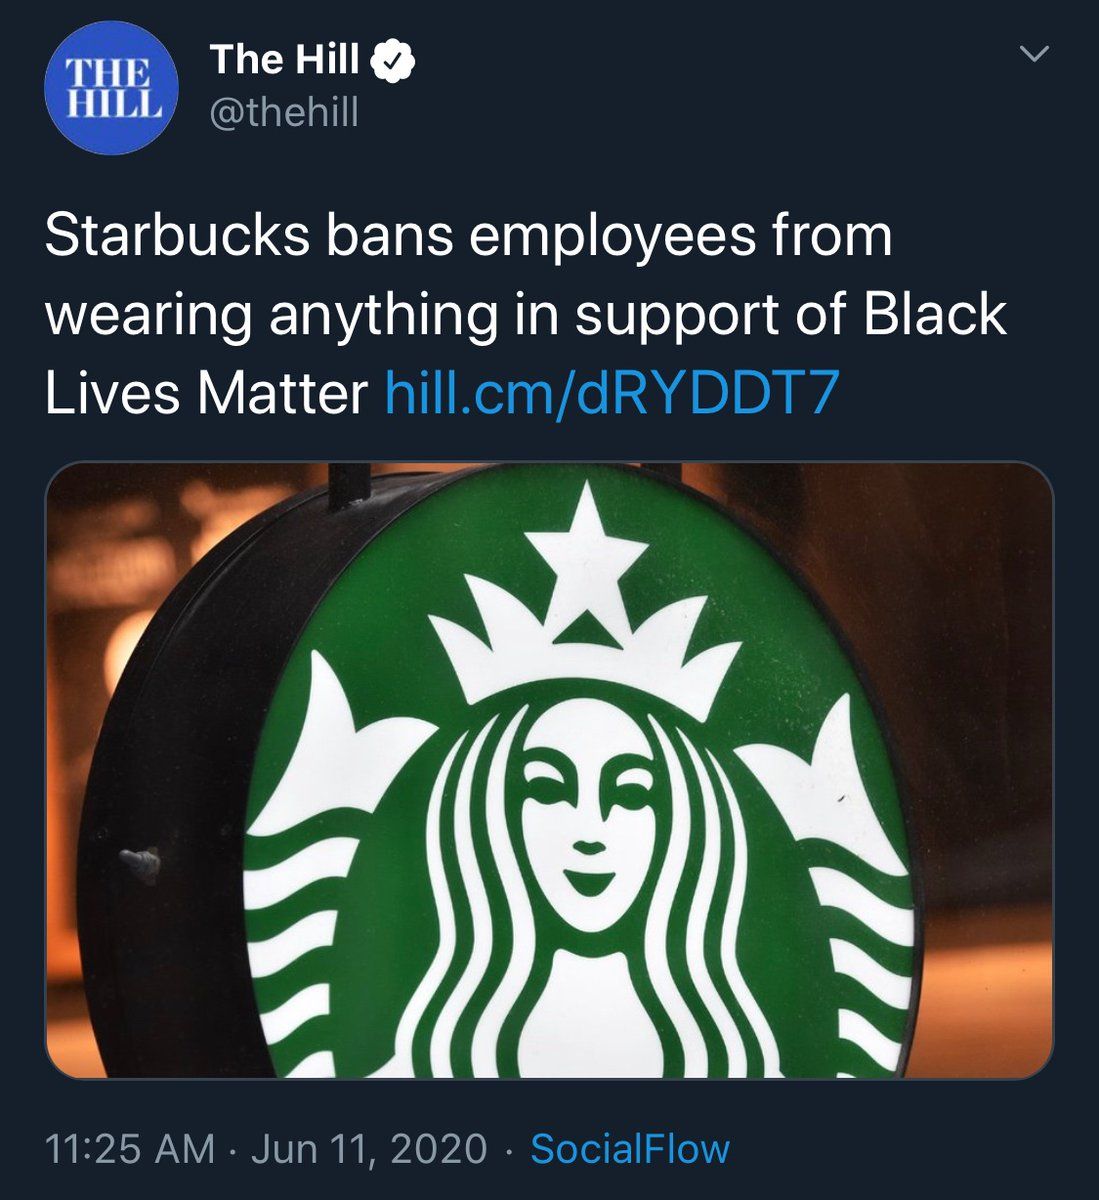 THE
HILL
The Hill
@thehill
Starbucks bans employees from
wearing anything in support of Black
Lives Matter hill.cm/dRYDDT7
11:25 AM · Jun 11, 2020 · SocialFlow